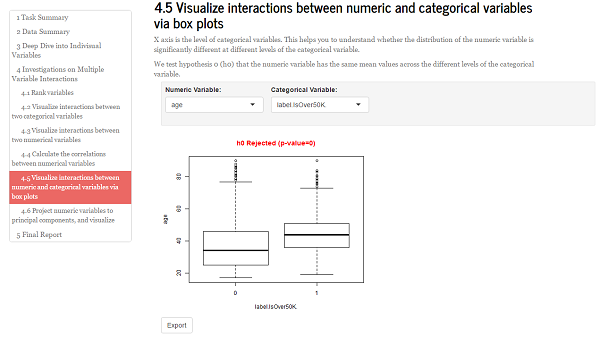 1 Task Summary
2 Data Summary
3 Deep Dive into Indivisual
Variables
4 Investigations on Multiple
Variable Interactions
4.1 Rank variables
4.2 Visualize interactions between
two categorical variables
4.3 Visualize interactions between
two numerical variables
4.4 Calculate the correlations
between numerical variables
4.5 Visualize interactions between
numeric and categorical variables via
box plots
4.6 Project numeric variables to
principal components, and visualize
5 Final Report
4.5 Visualize interactions between numeric and categorical variables
via box plots
X axis is the level of categorical variables. This helps you to understand whether the distribution of the numeric variable is
significantly different at different levels of the categorical variable.
We test hypothesis 0 (h0) that the numeric variable has the same mean values across the different levels of the categorical
variable.
Numeric Variable: Categorical Variable:
age label.IsOver50K.
h0 Rejected (p-value=0)
80
60
40
20
age
0 1
label.IsOver50K.
Export